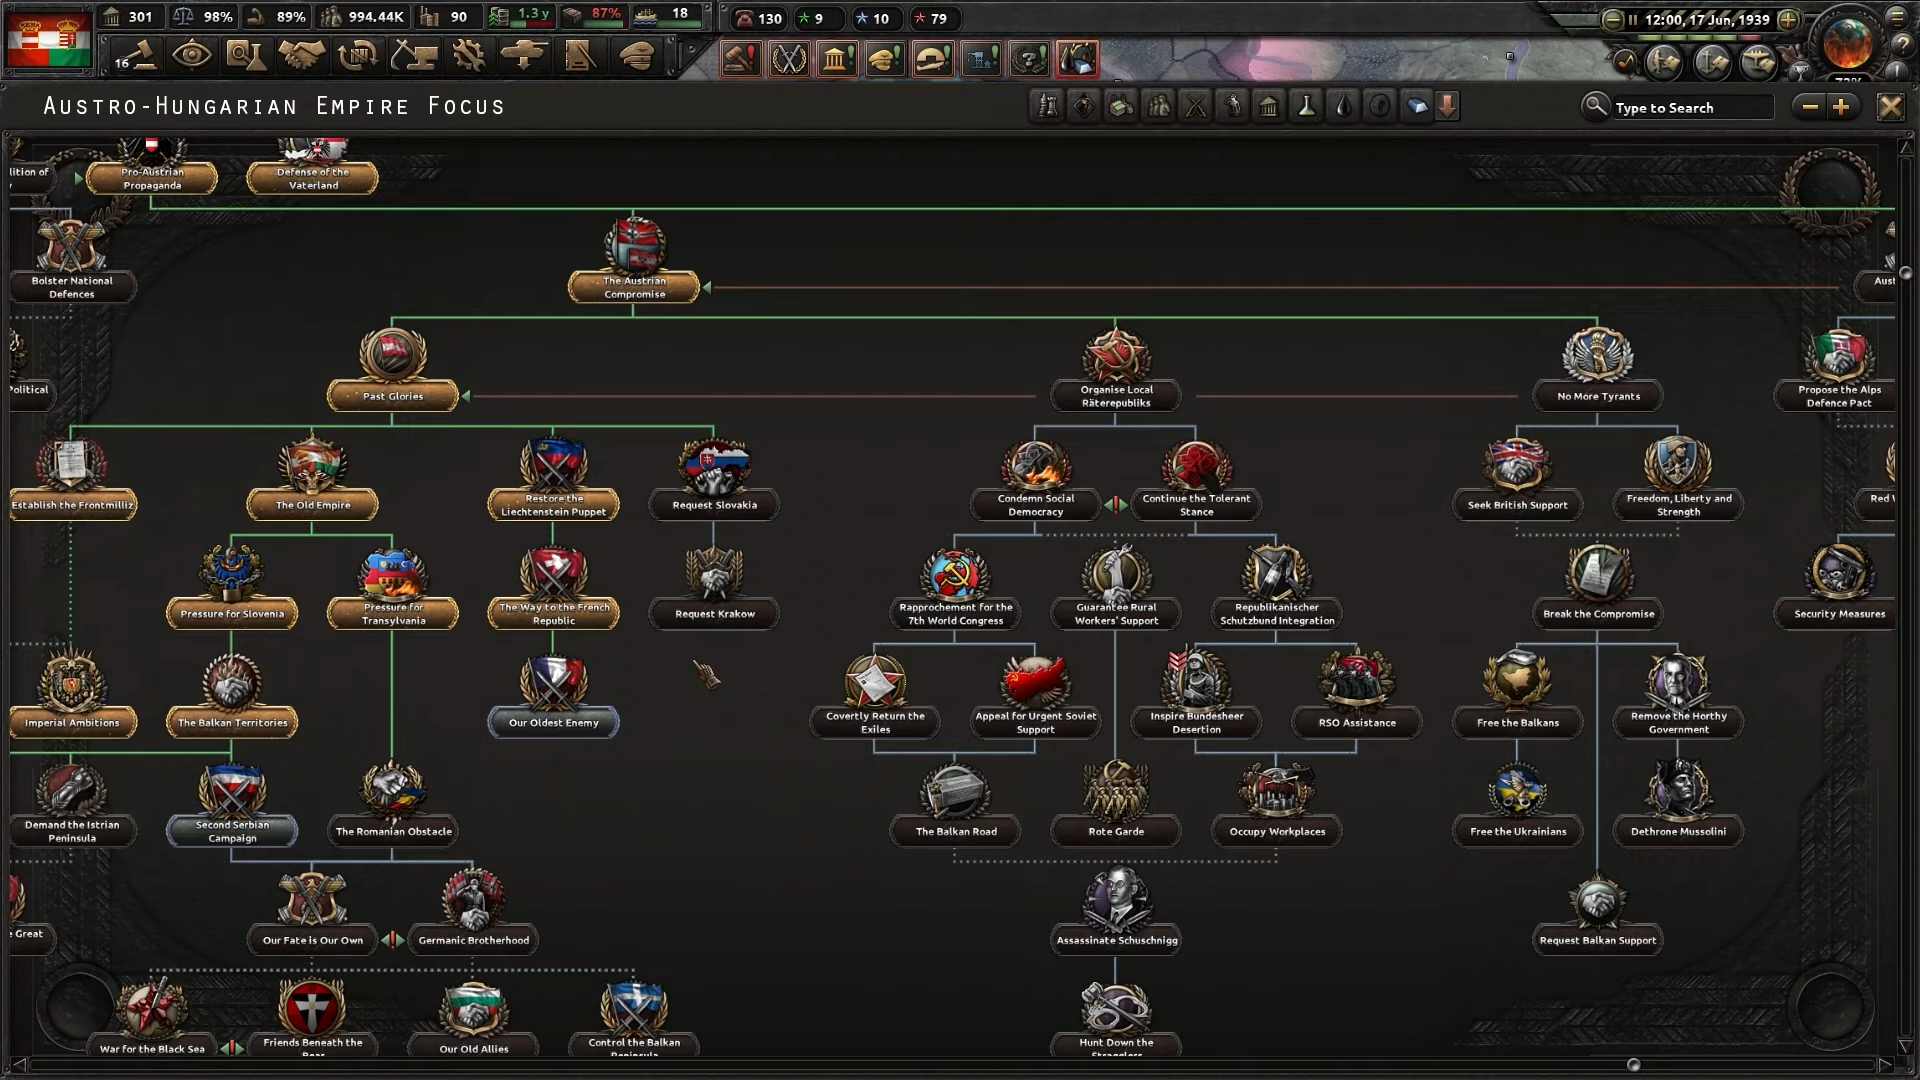 301
98%
89%
994.44K
90
1.3 y
87%
18
130
9
10
79
12:00, 17 Jun, 1939
16
73%
Austro-Hungarian Empire Focus
Type to Search
Pro-Austrian
Propaganda
Defense of the
Vaterland
Bolster National
Defences
The Austrian
Compromise
Aust
Political
Past Glories
Organise Local
Räterepubliks
No More Tyrants
Propose the Alps
Defence Pact
Establish the Frontmilliz
The Old Empire
Restore the
Liechtenstein Puppet
Request Slovakia
Condemn Social
Democracy
Continue the Tolerant
Stance
Seek British Support
Freedom, Liberty and
Strength
Red
Pressure for Slovenia
Pressure for
Transylvania
The Way to the French
Republic
Request Krakow
Rapprochement for the
7th World Congress
Guarantee Rural
Workers' Support
Republikanischer
Schutzbund Integration
Break the Compromise
Security Measures
Imperial Ambitions
The Balkan Territories
Our Oldest Enemy
Covertly Return the
Exiles
Appeal for Urgent Soviet
Support
Inspire Bundesheer
Desertion
RSO Assistance
Free the Balkans
Remove the Horthy
Government
Demand the Istrian
Peninsula
Second Serbian
Campaign
The Romanian Obstacle
The Balkan Road
Rote Garde
Occupy Workplaces
Free the Ukrainians
Dethrone Mussolini
e Great
Our Fate is Our Own
Germanic Brotherhood
Assassinate Schuschnigg
Request Balkan Support
War for the Black Sea
Friends Beneath the
Our Old Allies
Control the Balkan
Peninsula
Hunt Down the
Stragglers